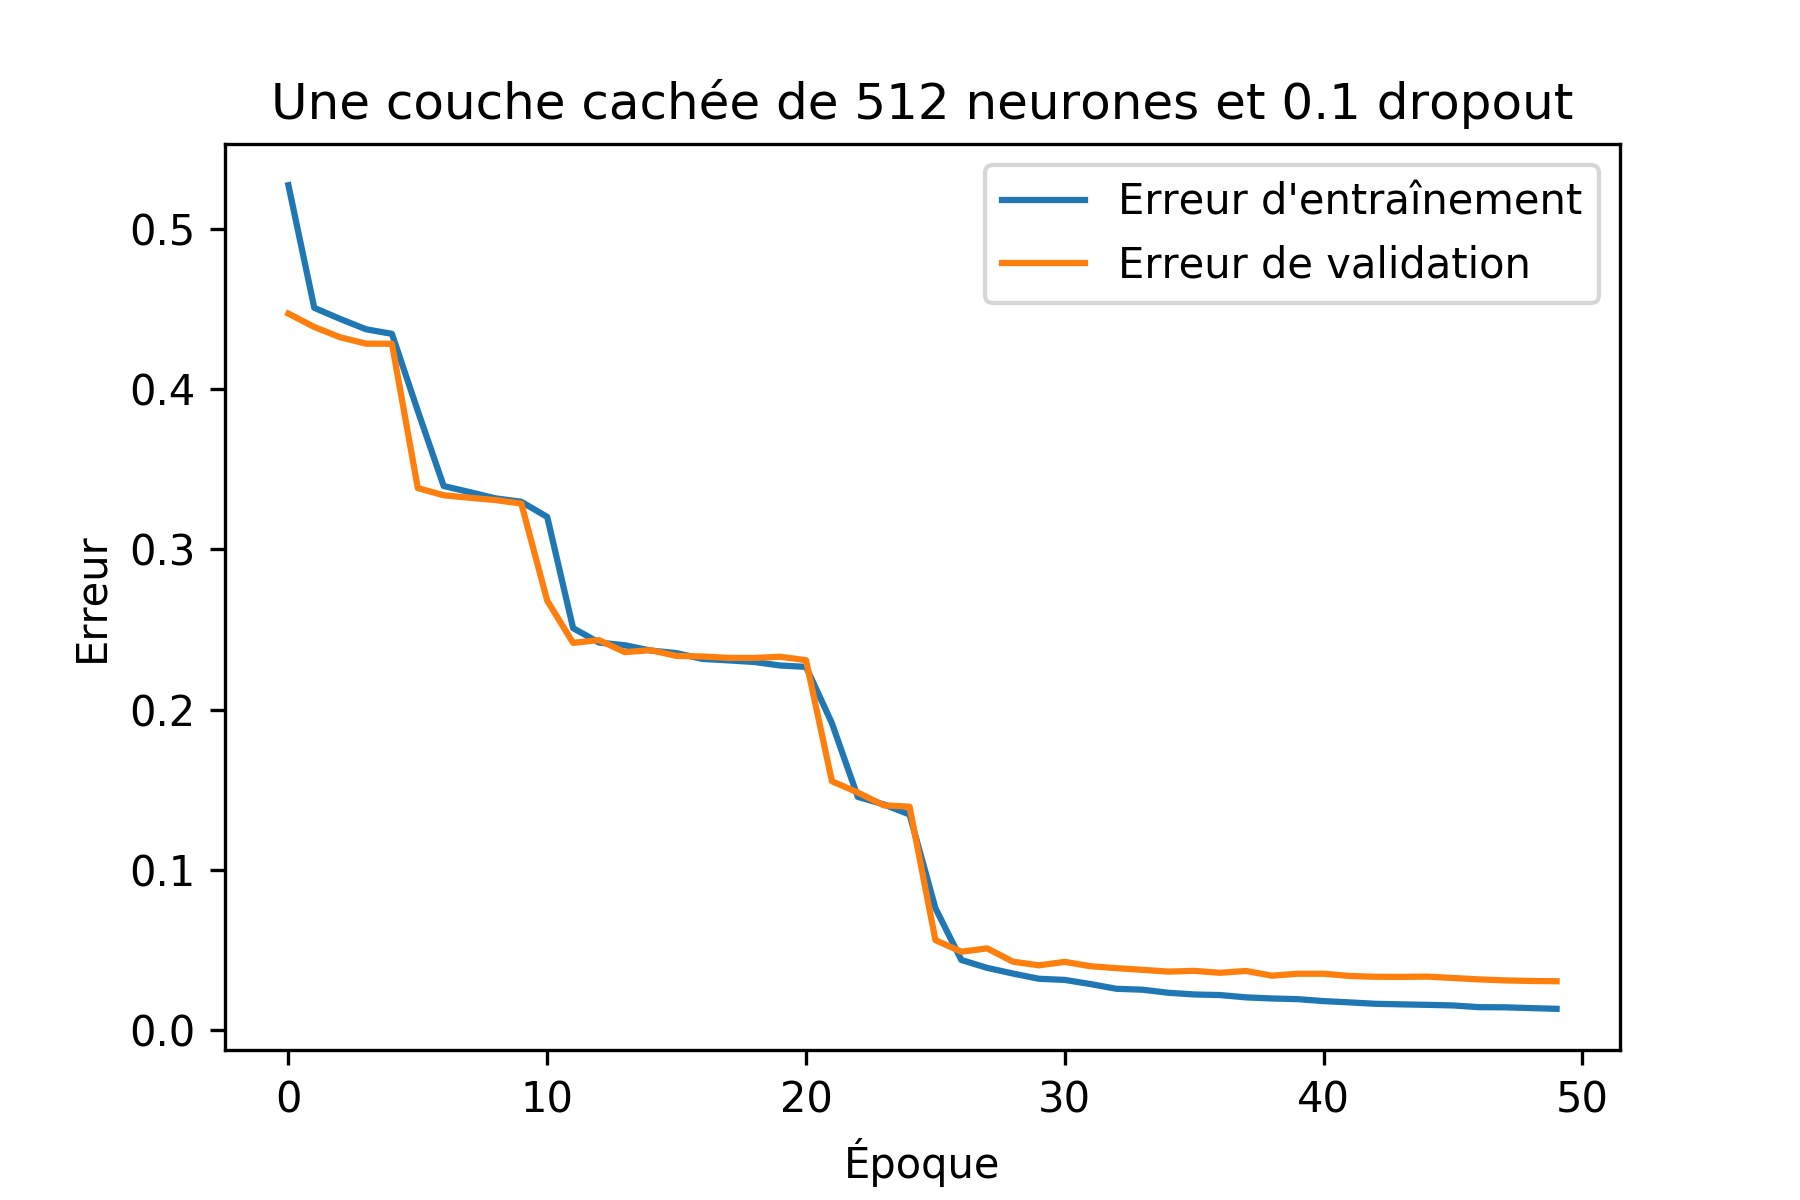 Une couche cachée de 512 neurones et 0.1 dropout
Erreur d'entraînement
Erreur de validation
0.5
0.4
0.3
0.2
0.1
0.0
Erreur
0 10 20 30 40 50
Époque